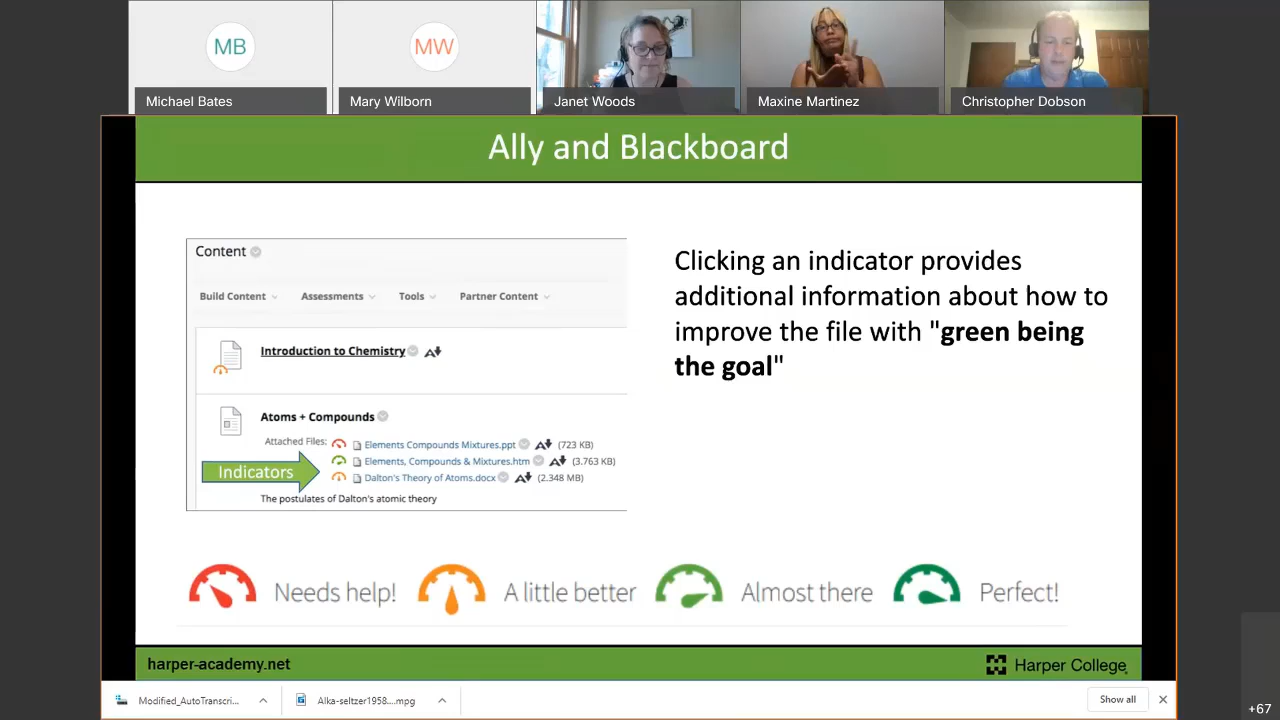 MB
MW
Michael Bates
Mary Wilborn
Janet Woods
Maxine Martinez
Christopher Dobson
Ally and Blackboard
Content
Build Content Assessments Tools Partner Content
Introduction to Chemistry
Atoms + Compounds
Attached Files: Elements Compounds Mixtures.ppt (723 KB)
Elements, Compounds & Mixtures.htm (3.763 KB)
Dalton's Theory of Atoms.docx (2.348 MB)
Indicators
The postulates of Dalton's atomic theory
Clicking an indicator provides
additional information about how to
improve the file with "green being
the goal"
Needs help! A little better Almost there Perfect!
harper-academy.net
Harper College
Modified_AutoTranscri...
Alka-seltzer1958....mpg
Show all
+67